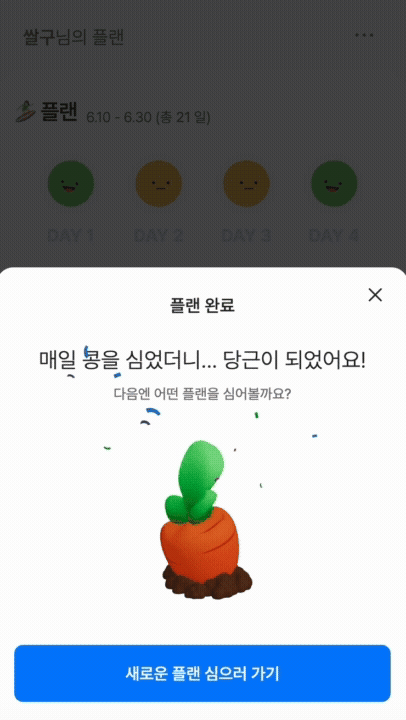 쌀구님의 플랜
플랜 6.10 - 6.30 (총 21 일)
DAY 1 DAY 2 DAY 3 DAY 4
플랜 완료
매일 콩을 심었더니... 당근이 되었어요!
다음엔 어떤 플랜을 심어볼까요?
새로운 플랜 심으러 가기